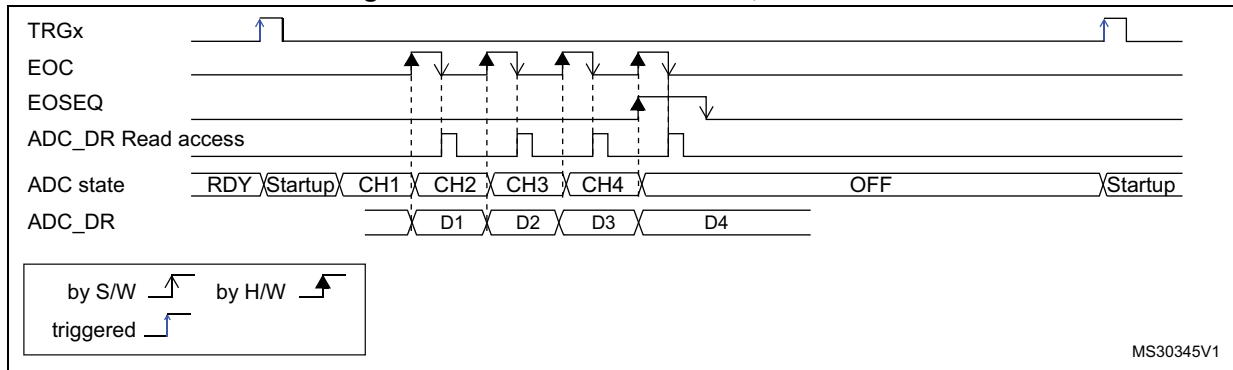 TRGx
EOC
EOSEQ
ADC_DR Read access
ADC state RDY Startup CH1 CH2 CH3 CH4 OFF Startup
ADC_DR D1 D2 D3 D4
by S/W by H/W
triggered
MS30345V1